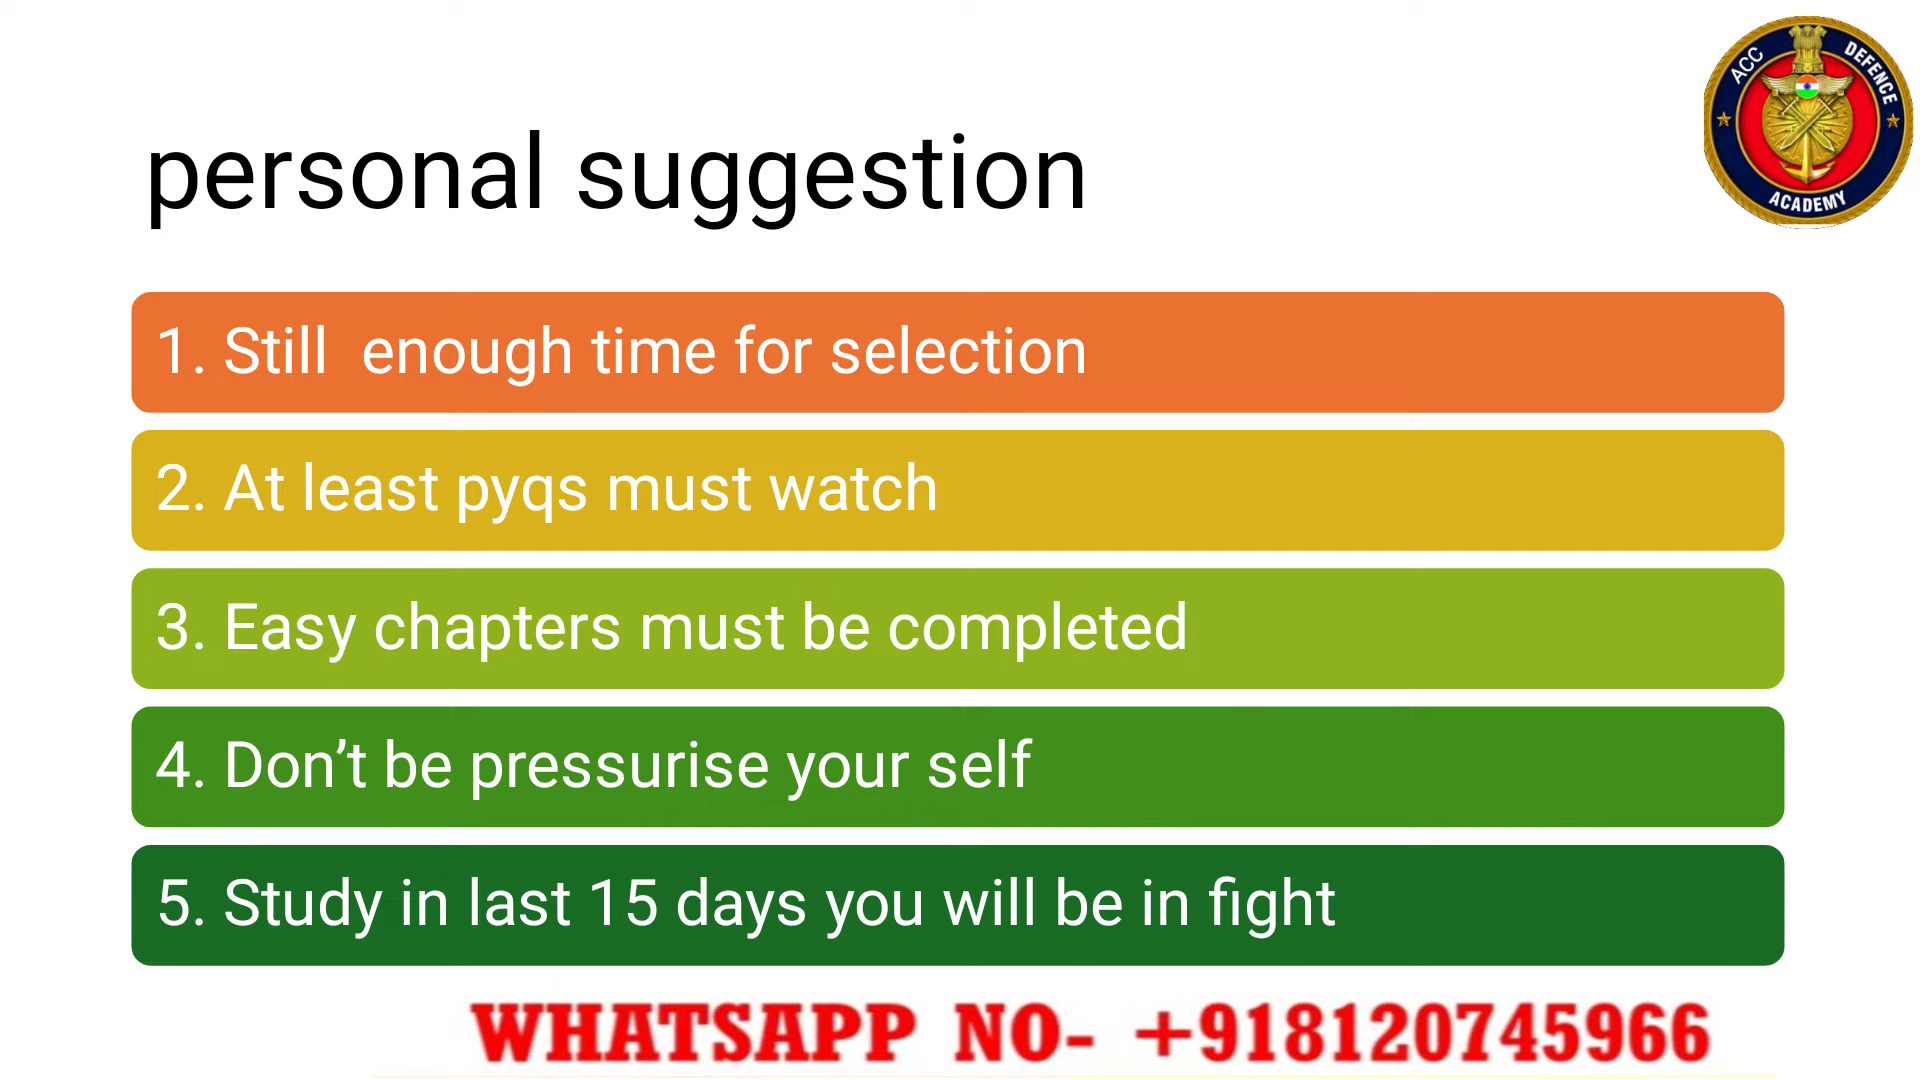 ACC DEFENCE
ACADEMY
personal suggestion
1. Still  enough time for selection
2. At least pyqs must watch
3. Easy chapters must be completed
4. Don’t be pressurise your self
5. Study in last 15 days you will be in fight
WHATSAPP NO- +918120745966